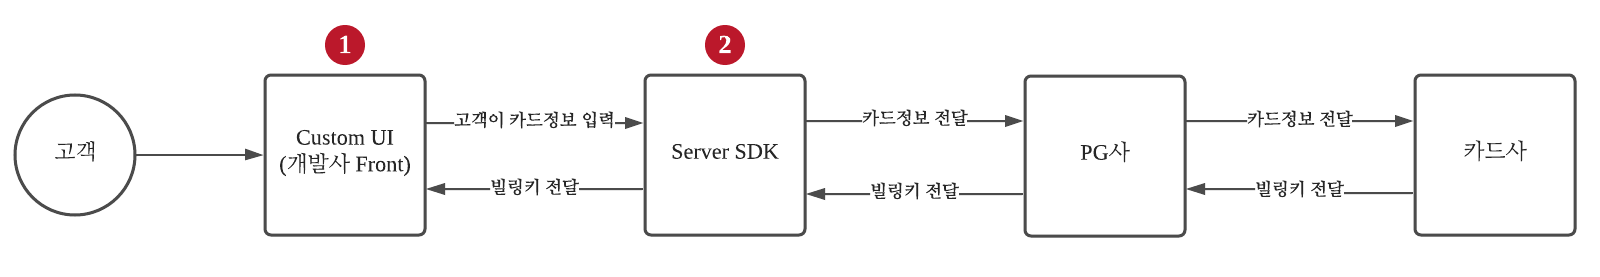 1
2
고객
Custom UI
(개발사 Front)
고객이 카드정보 입력
빌링키 전달
Server SDK
카드정보 전달
빌링키 전달
PG사
카드정보 전달
빌링키 전달
카드사